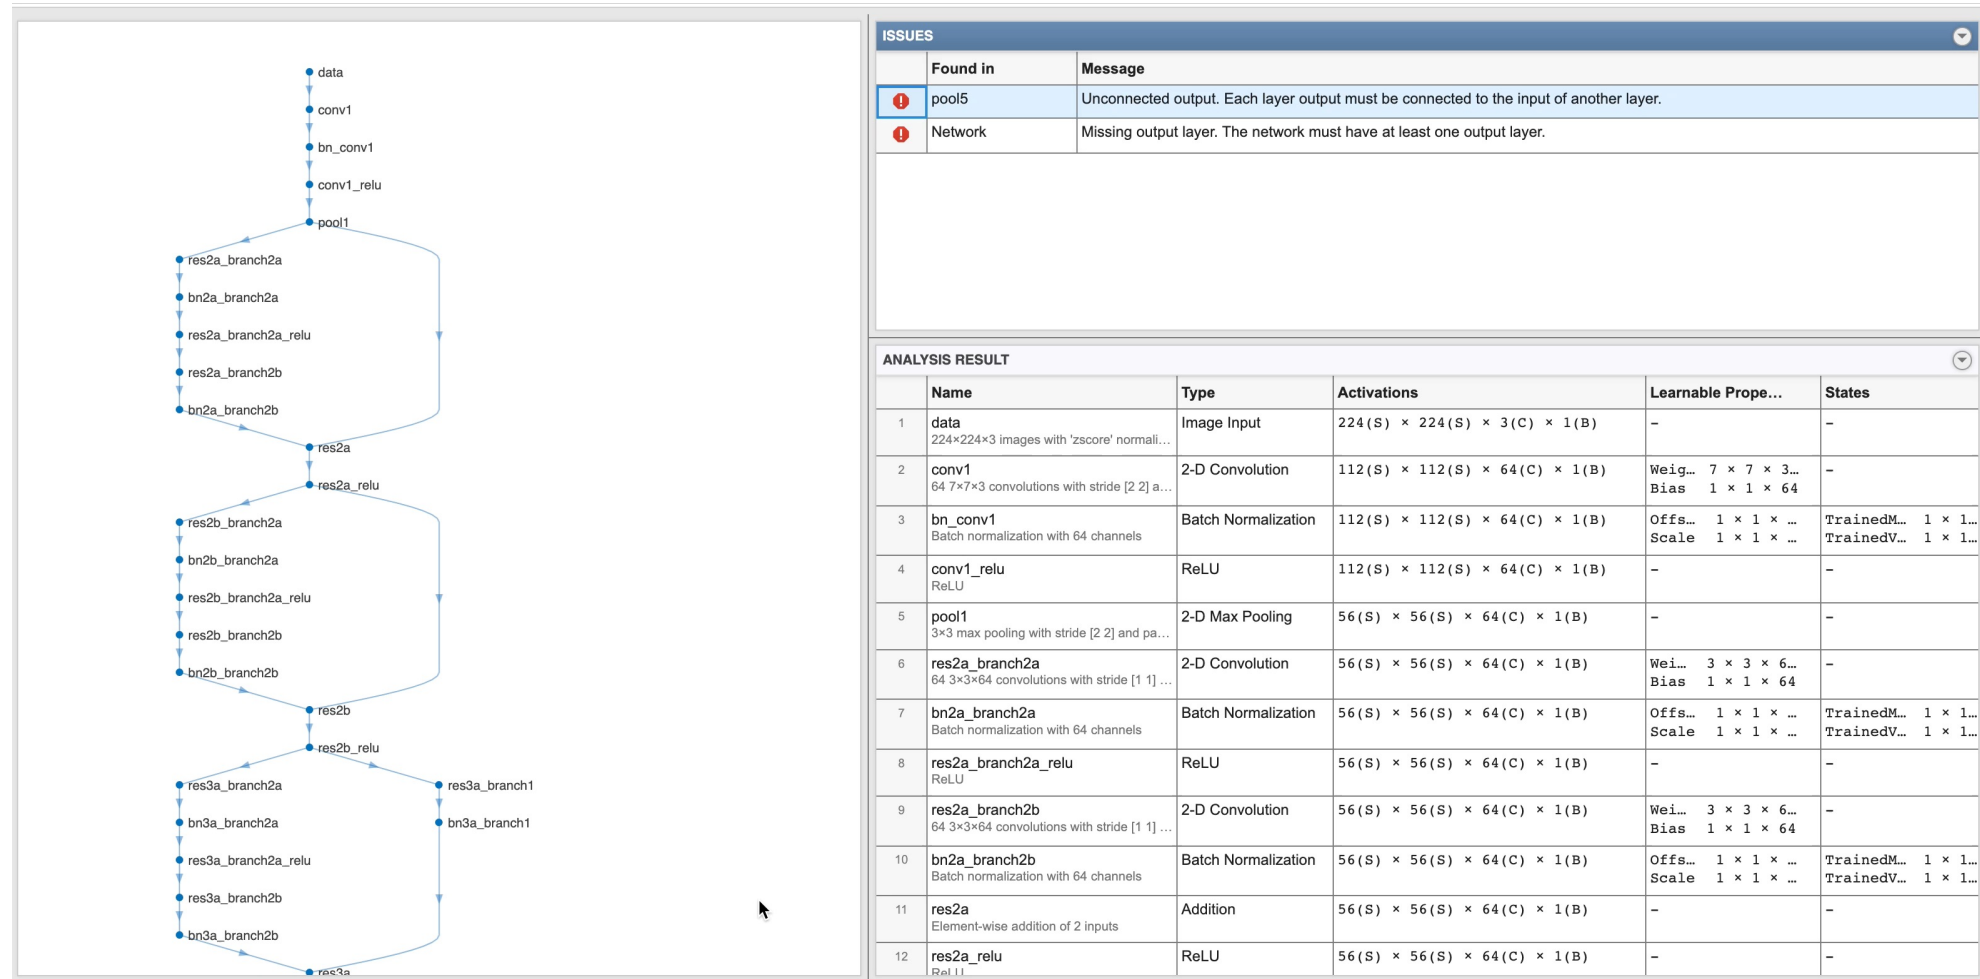 data
conv1
bn_conv1
conv1_relu
pool1
res2a_branch2a
bn2a_branch2a
res2a_branch2a_relu
res2a_branch2b
bn2a_branch2b
res2a
res2a_relu
res2b_branch2a
bn2b_branch2a
res2b_branch2a_relu
res2b_branch2b
bn2b_branch2b
res2b
res2b_relu
res3a_branch2a res3a_branch1
bn3a_branch2a bn3a_branch1
res3a_branch2a_relu
res3a_branch2b
bn3a_branch2b
res3a
ISSUES
Found in Message
pool5 Unconnected output. Each layer output must be connected to the input of another layer.
Network Missing output layer. The network must have at least one output layer.
ANALYSIS RESULT
Name Type Activations Learnable Prope... States
1 data Image Input 224(S) × 224(S) × 3(C) × 1(B) - -
224×224×3 images with 'zscore' normali...
2 conv1 2-D Convolution 112(S) × 112(S) × 64(C) × 1(B) Weig... 7 × 7 × 3... -
64 7×7×3 convolutions with stride [2 2] a... Bias 1 × 1 × 64
3 bn_conv1 Batch Normalization 112(S) × 112(S) × 64(C) × 1(B) Offs... 1 × 1 × ... TrainedM... 1 × 1...
Batch normalization with 64 channels Scale 1 × 1 × ... TrainedV... 1 × 1...
4 conv1_relu ReLU 112(S) × 112(S) × 64(C) × 1(B) - -
ReLU
5 pool1 2-D Max Pooling 56(S) × 56(S) × 64(C) × 1(B) - -
3×3 max pooling with stride [2 2] and pa...
6 res2a_branch2a 2-D Convolution 56(S) × 56(S) × 64(C) × 1(B) Wei... 3 × 3 × 6... -
64 3×3×64 convolutions with stride [1 1] ... Bias 1 × 1 × 64
7 bn2a_branch2a Batch Normalization 56(S) × 56(S) × 64(C) × 1(B) Offs... 1 × 1 × ... TrainedM... 1 × 1...
Batch normalization with 64 channels Scale 1 × 1 × ... TrainedV... 1 × 1...
8 res2a_branch2a_relu ReLU 56(S) × 56(S) × 64(C) × 1(B) - -
ReLU
9 res2a_branch2b 2-D Convolution 56(S) × 56(S) × 64(C) × 1(B) Wei... 3 × 3 × 6... -
64 3×3×64 convolutions with stride [1 1] ... Bias 1 × 1 × 64
10 bn2a_branch2b Batch Normalization 56(S) × 56(S) × 64(C) × 1(B) Offs... 1 × 1 × ... TrainedM... 1 × 1...
Batch normalization with 64 channels Scale 1 × 1 × ... TrainedV... 1 × 1...
11 res2a Addition 56(S) × 56(S) × 64(C) × 1(B) - -
Element-wise addition of 2 inputs
12 res2a_relu ReLU 56(S) × 56(S) × 64(C) × 1(B) - -
ReLU